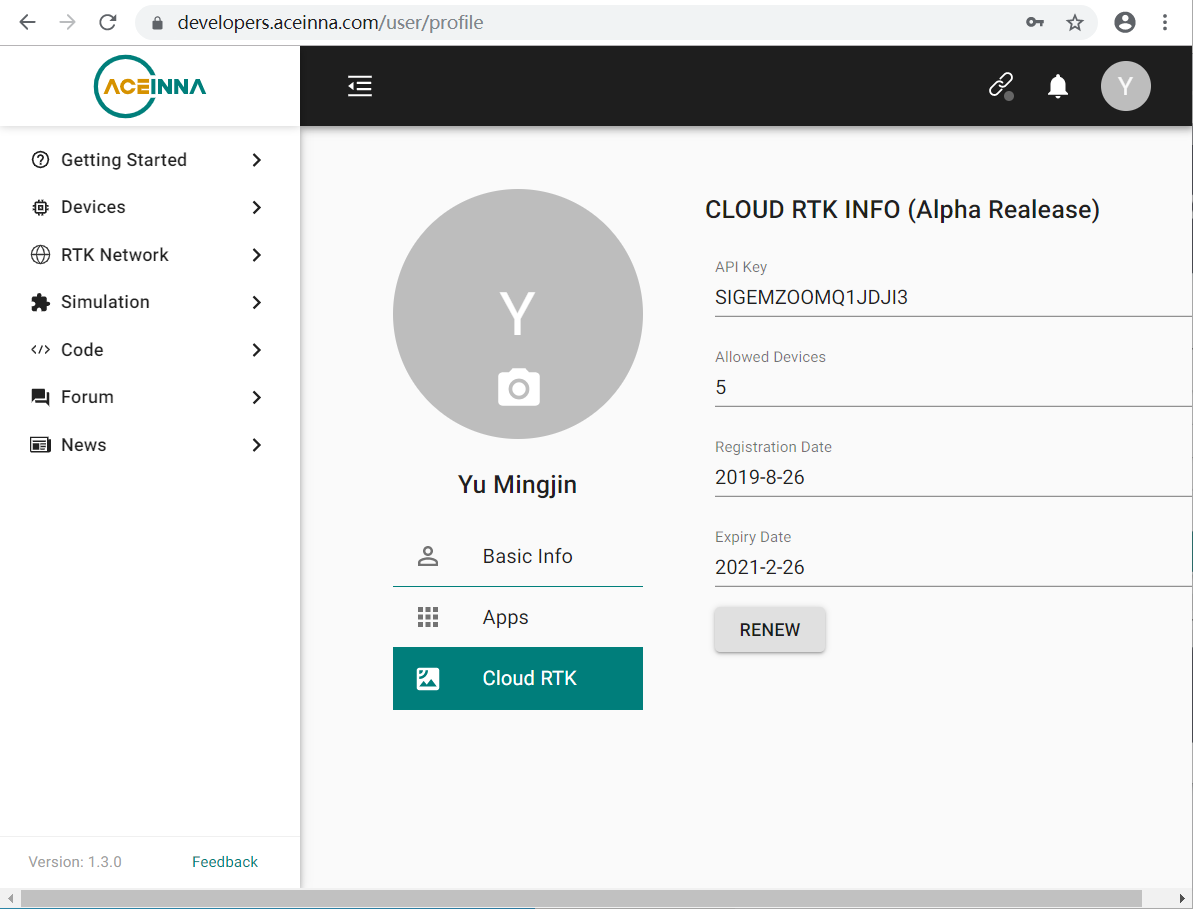 developers.aceinna.com/user/profile
ACEINNA
Y
Getting Started
Devices
RTK Network
Simulation
Code
Forum
News
Version: 1.3.0
Feedback
Y
Yu Mingjin
Basic Info
Apps
Cloud RTK
CLOUD RTK INFO (Alpha Realease)
API Key
SIGEMZOOMQ1JDJI3
Allowed Devices
5
Registration Date
2019-8-26
Expiry Date
2021-2-26
RENEW